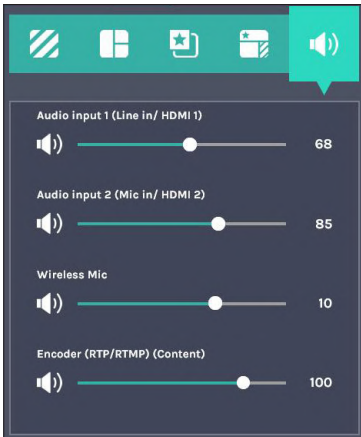 Audio input 1 (Line in/ HDMI 1)
68
Audio input 2 (Mic in/ HDMI 2)
85
Wireless Mic
10
Encoder (RTP/RTMP) (Content)
100